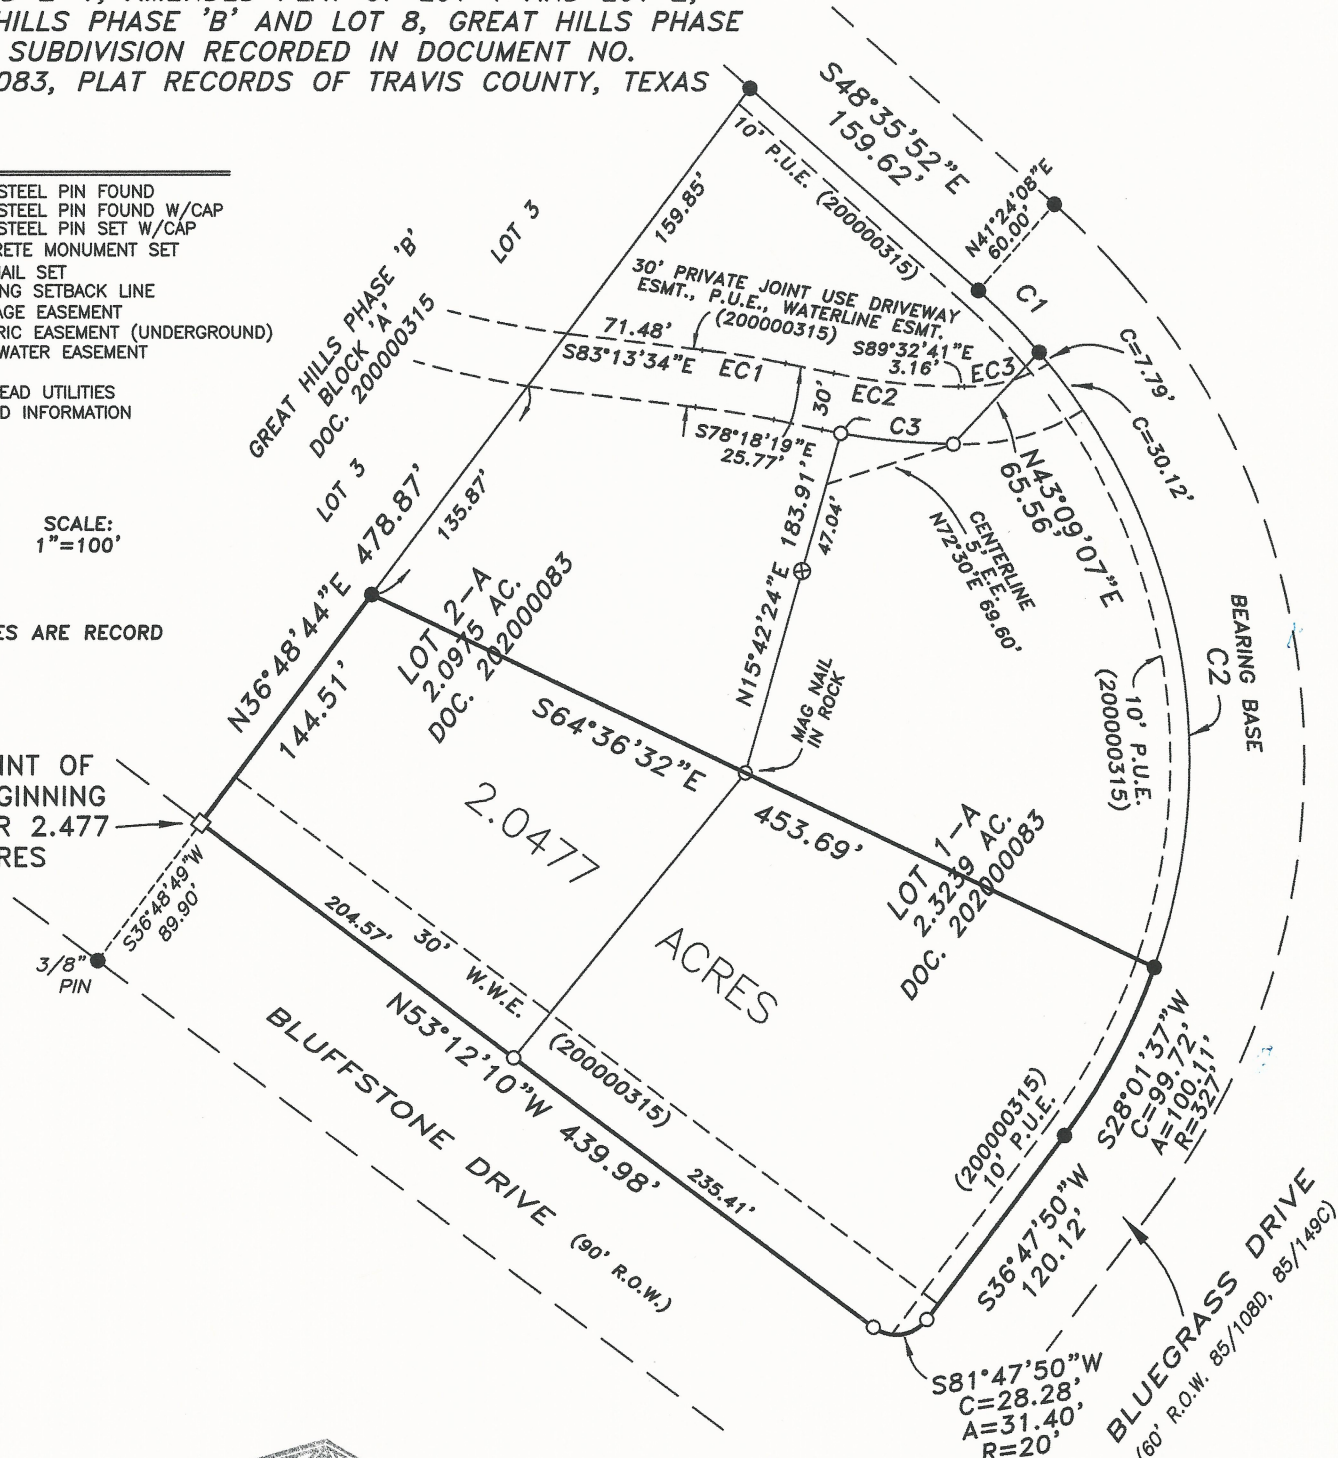 HILLS PHASE 'B' AND LOT 8, GREAT HILLS PHASE
SUBDIVISION RECORDED IN DOCUMENT NO.
083, PLAT RECORDS OF TRAVIS COUNTY, TEXAS
STEEL PIN FOUND
STEEL PIN FOUND W/CAP
STEEL PIN SET W/CAP
RETE MONUMENT SET
AIL SET
NG SETBACK LINE
AGE EASEMENT
RIC EASEMENT (UNDERGROUND)
WATER EASEMENT
EAD UTILITIES
D INFORMATION
SCALE:
1"=100'
ES ARE RECORD
INT OF
GINNING
R 2.477
RES
S48°35'52"E
159.62'
10' P.U.E. (200000315)
N41°24'08"E
60.00'
C1
159.85'
LOT 3
GREAT HILLS PHASE 'B'
BLOCK 'A'
DOC. 200000315
LOT 3
30' PRIVATE JOINT USE DRIVEWAY
ESMT., P.U.E., WATERLINE ESMT.
(200000315)
71.48'
S83°13'34"E
EC1
S89°32'41"E
3.16'
EC3
EC2
30'
C3
S78°18'19"E
25.77'
C=7.79'
C=30.12'
N43°09'07"E
65.56'
CENTERLINE
5' E.E.
N72°30'E 69.60'
N15°42'24"E 183.91'
47.04'
135.87'
N36°48'44"E 478.87'
144.51'
LOT 2-A
2.0975 AC.
DOC. 202000083
S64°36'32"E
453.69'
MAG NAIL
IN ROCK
BEARING BASE
C2
10' P.U.E.
(200000315)
LOT 1-A
2.3239 AC.
DOC. 202000083
2.0477
ACRES
S36°48'49"W
89.90'
3/8"
PIN
204.57'
30' W.W.E.
(200000315)
N53°12'10"W 439.98'
235.41'
BLUFFSTONE DRIVE
(90' R.O.W.)
S28°01'37"W
C=99.72'
A=100.11'
R=327'
(200000315)
10' P.U.E.
S36°47'50"W
120.12'
S81°47'50"W
C=28.28'
A=31.40'
R=20'
BLUEGRASS DRIVE
(60' R.O.W. 85/108D, 85/149C)